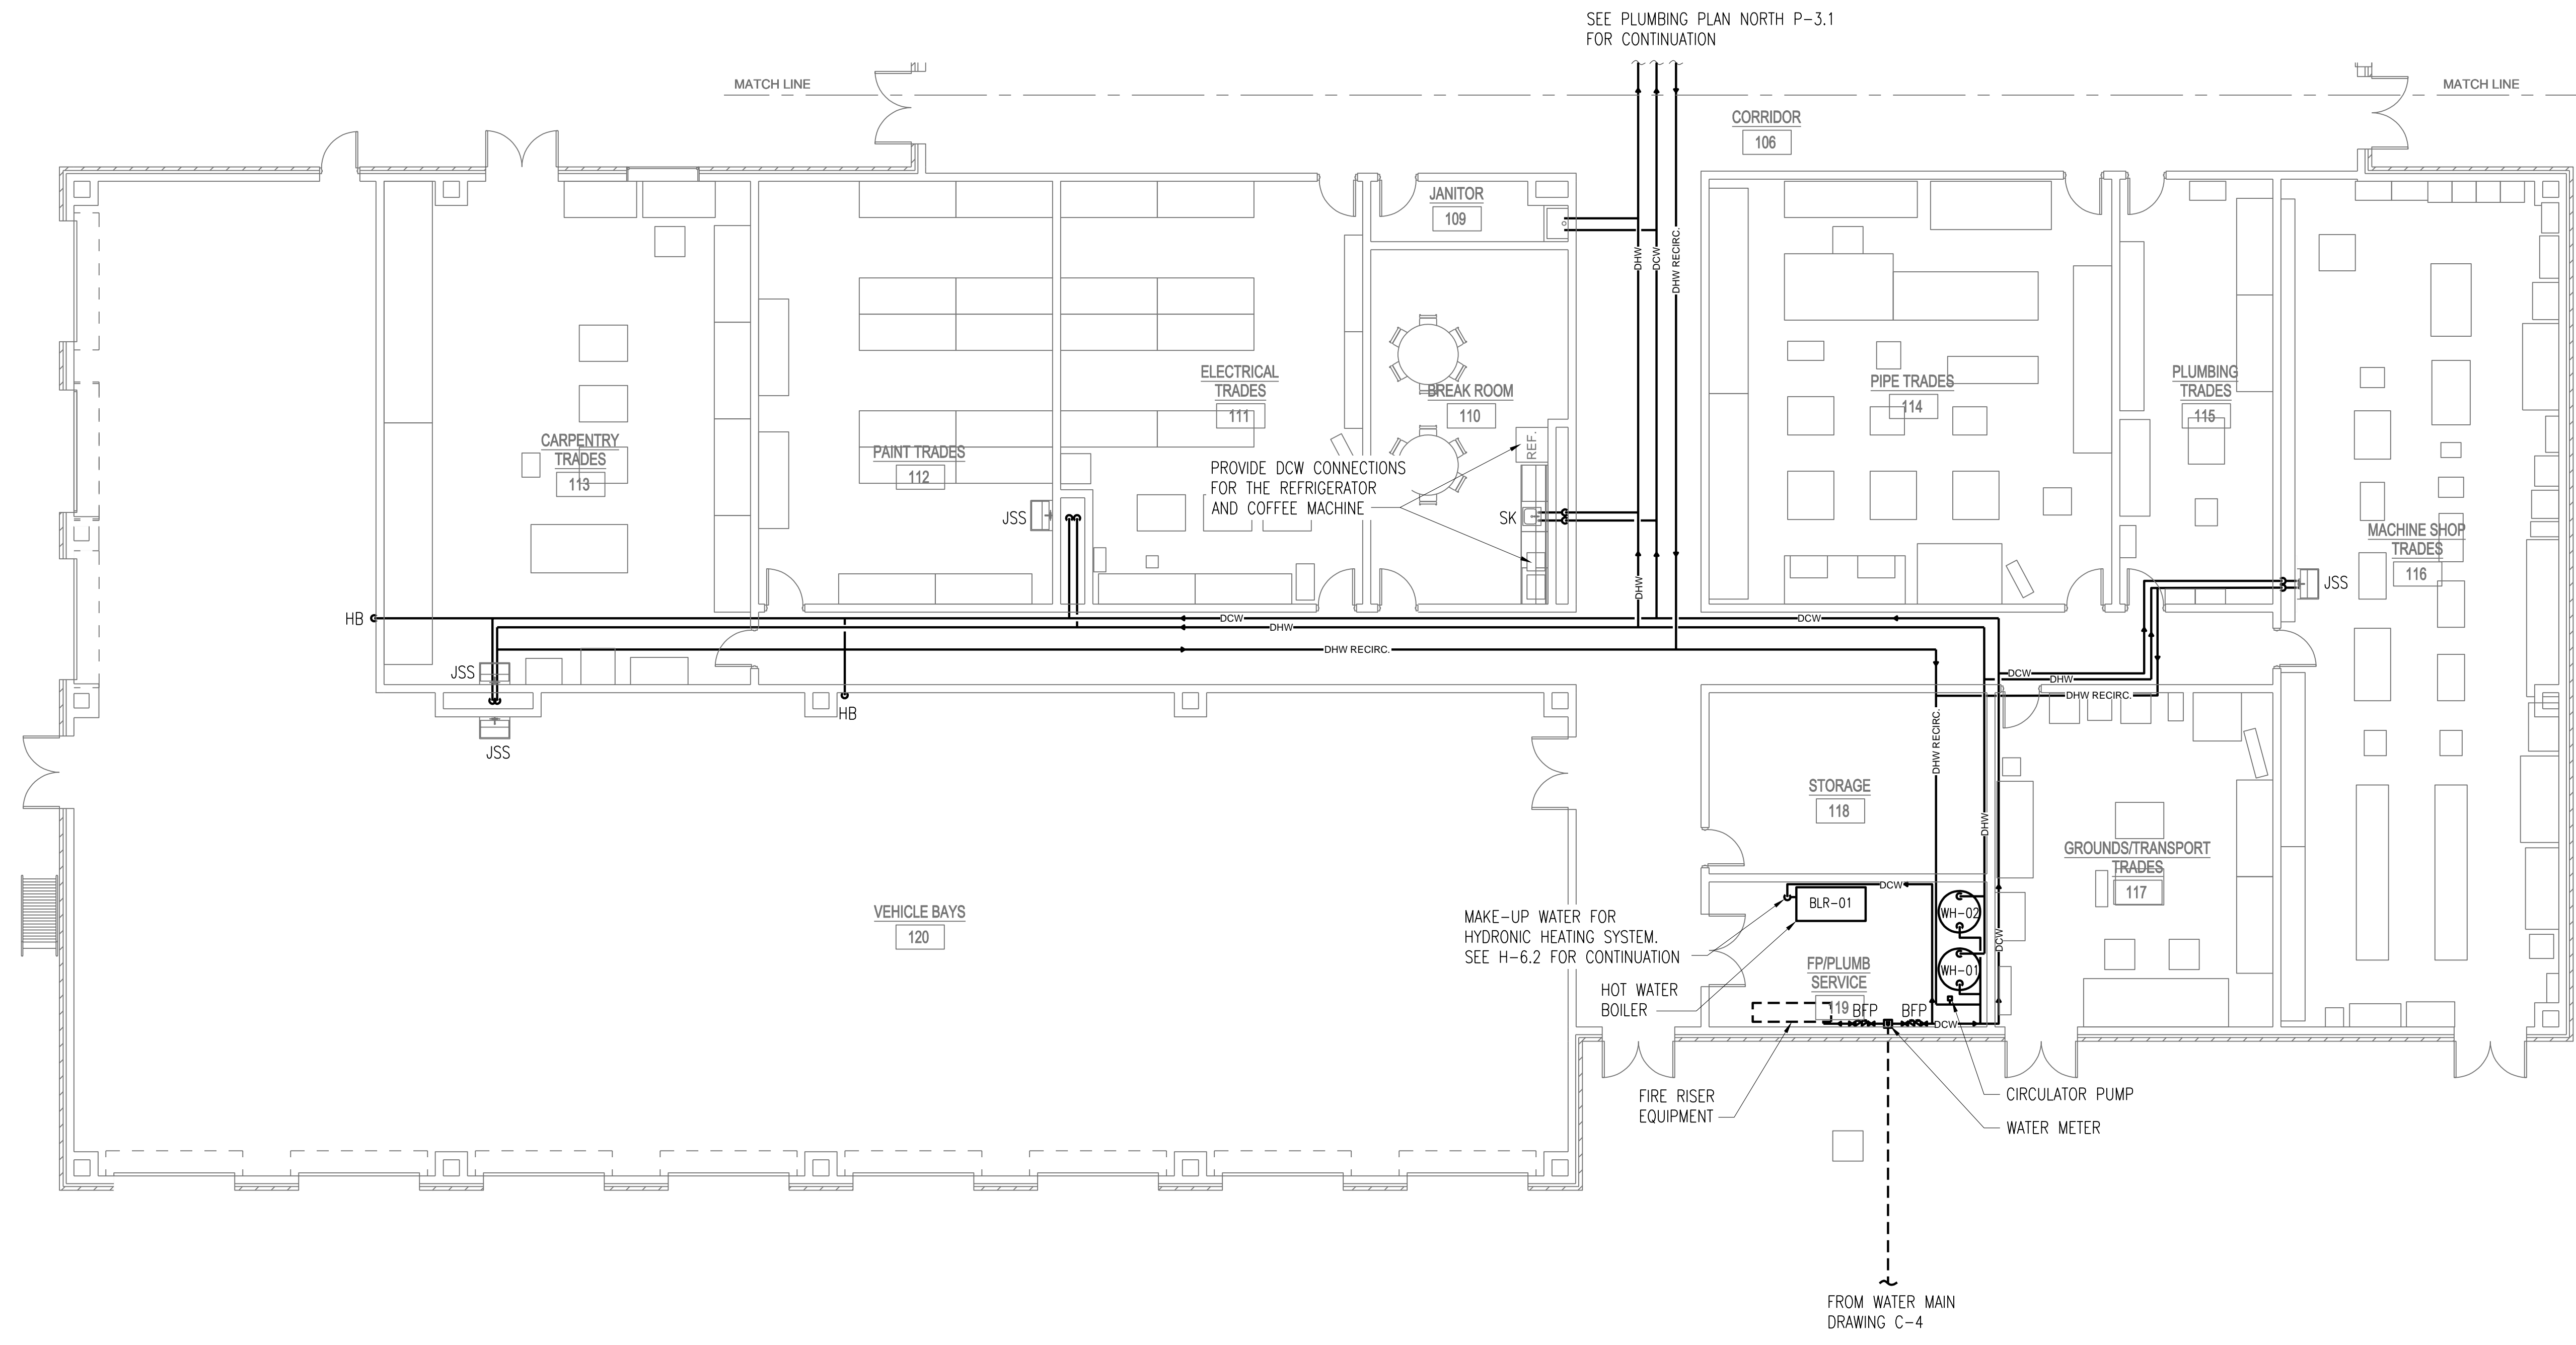 SEE PLUMBING PLAN NORTH P-3.1
FOR CONTINUATION
MATCH LINE
MATCH LINE
CORRIDOR
106
JANITOR
109
DHW
DCW
DHW RECIRC.
ELECTRICAL
TRADES
111
BREAK ROOM
110
PIPE TRADES
114
PLUMBING
TRADES
115
CARPENTRY
TRADES
113
PAINT TRADES
112
REF.
PROVIDE DCW CONNECTIONS
FOR THE REFRIGERATOR
AND COFFEE MACHINE
JSS
SK
MACHINE SHOP
TRADES
116
JSS
DHW
HB
DCW
DCW
DHW
DHW RECIRC.
JSS
DCW
DHW
DHW RECIRC.
HB
JSS
DHW RECIRC.
STORAGE
118
DHW
GROUNDS/TRANSPORT
TRADES
117
DCW
BLR-01
WH-02
VEHICLE BAYS
120
MAKE-UP WATER FOR
HYDRONIC HEATING SYSTEM.
SEE H-6.2 FOR CONTINUATION
DCW
FP/PLUMB
SERVICE
119
WH-01
HOT WATER
BOILER
BFP
BFP
DCW
FIRE RISER
EQUIPMENT
CIRCULATOR PUMP
WATER METER
FROM WATER MAIN
DRAWING C-4